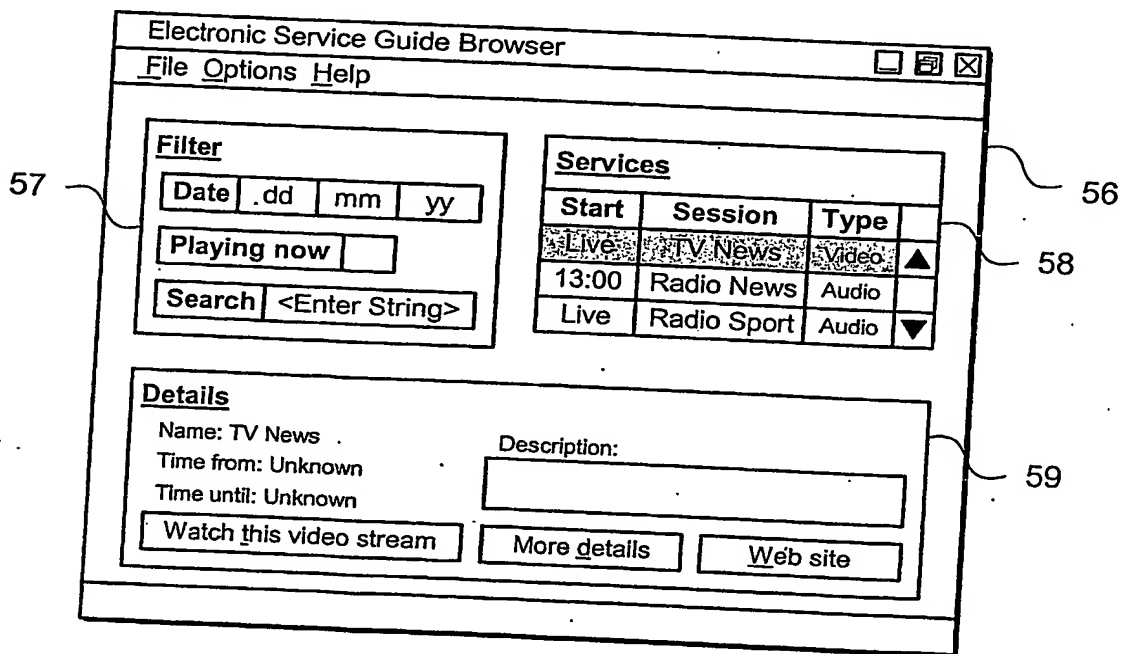 Electronic Service Guide Browser
File Options Help
56
57
Filter
Date .dd mm yy
Playing now
Search <Enter String>
Services
Start Session Type
Live TV News Video
13:00 Radio News Audio
Live Radio Sport Audio
58
Details
Name: TV News
Time from: Unknown
Time until: Unknown
Description:
Watch this video stream
More details
Web site
59